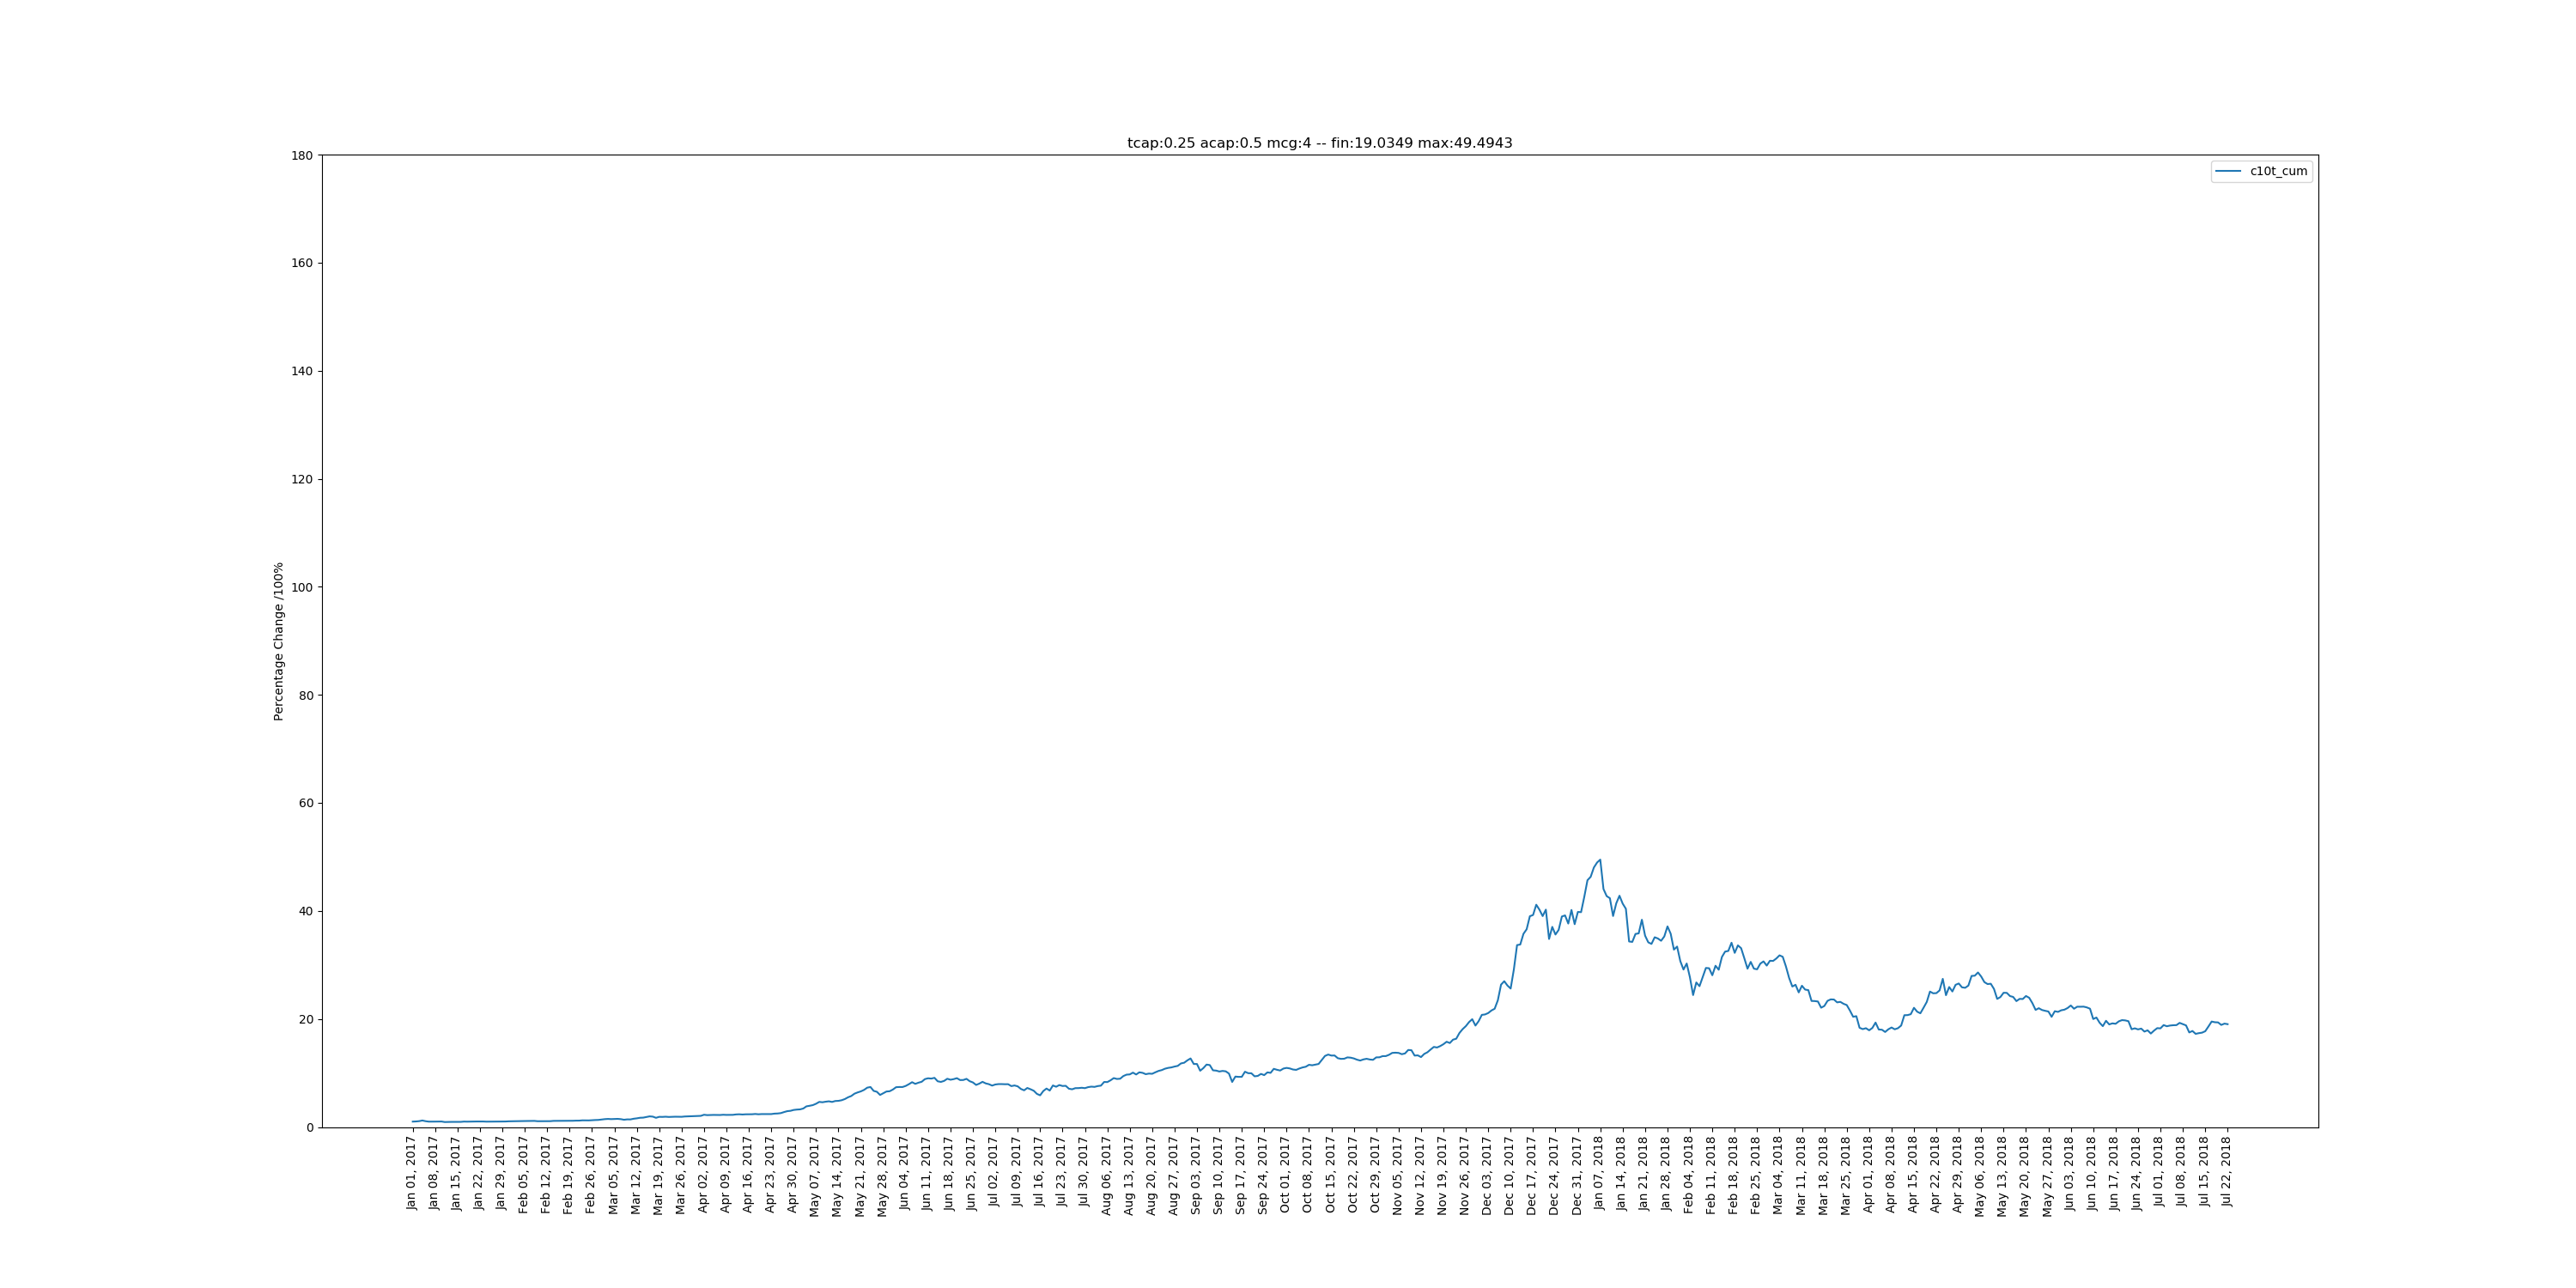 tcap:0.25 acap:0.5 mcg:4 -- fin:19.0349 max:49.4943
c10t_cum
Percentage Change /100%
180
160
140
120
100
80
60
40
20
0
Jan 01, 2017
Jan 08, 2017
Jan 15, 2017
Jan 22, 2017
Jan 29, 2017
Feb 05, 2017
Feb 12, 2017
Feb 19, 2017
Feb 26, 2017
Mar 05, 2017
Mar 12, 2017
Mar 19, 2017
Mar 26, 2017
Apr 02, 2017
Apr 09, 2017
Apr 16, 2017
Apr 23, 2017
Apr 30, 2017
May 07, 2017
May 14, 2017
May 21, 2017
May 28, 2017
Jun 04, 2017
Jun 11, 2017
Jun 18, 2017
Jun 25, 2017
Jul 02, 2017
Jul 09, 2017
Jul 16, 2017
Jul 23, 2017
Jul 30, 2017
Aug 06, 2017
Aug 13, 2017
Aug 20, 2017
Aug 27, 2017
Sep 03, 2017
Sep 10, 2017
Sep 17, 2017
Sep 24, 2017
Oct 01, 2017
Oct 08, 2017
Oct 15, 2017
Oct 22, 2017
Oct 29, 2017
Nov 05, 2017
Nov 12, 2017
Nov 19, 2017
Nov 26, 2017
Dec 03, 2017
Dec 10, 2017
Dec 17, 2017
Dec 24, 2017
Dec 31, 2017
Jan 07, 2018
Jan 14, 2018
Jan 21, 2018
Jan 28, 2018
Feb 04, 2018
Feb 11, 2018
Feb 18, 2018
Feb 25, 2018
Mar 04, 2018
Mar 11, 2018
Mar 18, 2018
Mar 25, 2018
Apr 01, 2018
Apr 08, 2018
Apr 15, 2018
Apr 22, 2018
Apr 29, 2018
May 06, 2018
May 13, 2018
May 20, 2018
May 27, 2018
Jun 03, 2018
Jun 10, 2018
Jun 17, 2018
Jun 24, 2018
Jul 01, 2018
Jul 08, 2018
Jul 15, 2018
Jul 22, 2018